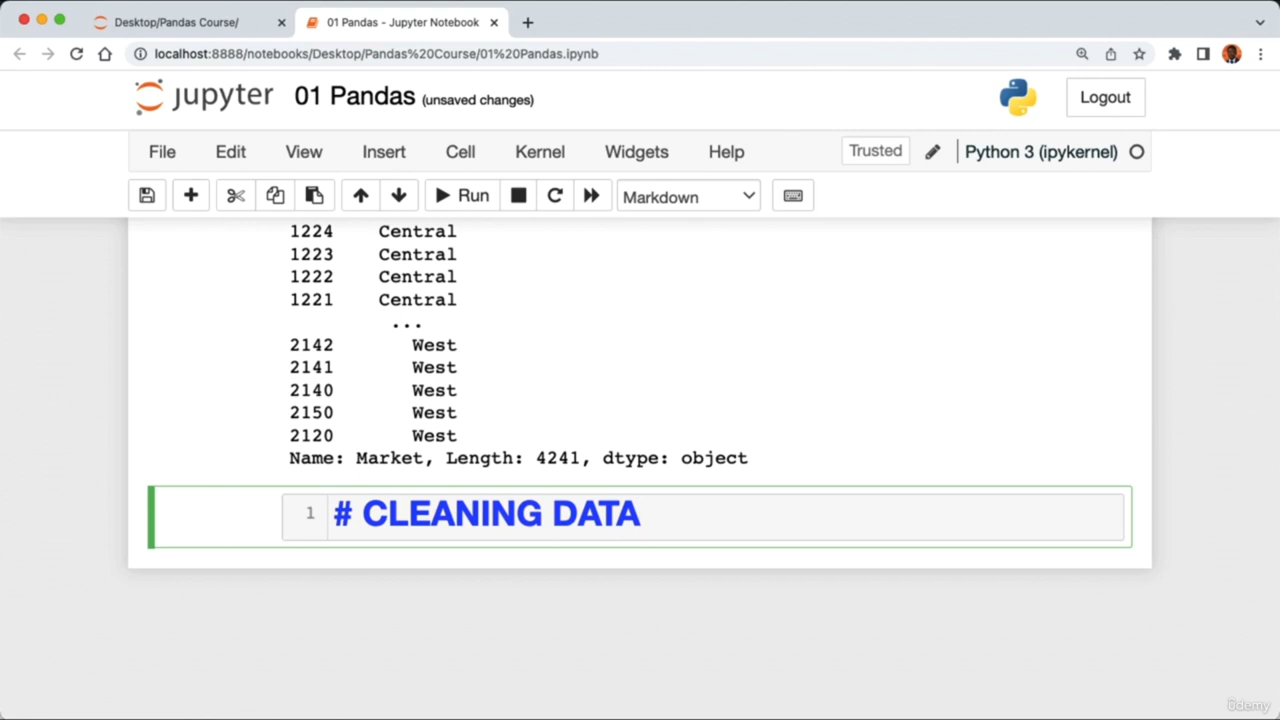 Desktop/Pandas Course/
01 Pandas - Jupyter Notebook
localhost:8888/notebooks/Desktop/Pandas%20Course/01%20Pandas.ipynb
jupyter 01 Pandas (unsaved changes)
Logout
File Edit View Insert Cell Kernel Widgets Help Trusted Python 3 (ipykernel)
Run Markdown
1224 Central
1223 Central
1222 Central
1221 Central
...
2142 West
2141 West
2140 West
2150 West
2120 West
Name: Market, Length: 4241, dtype: object
1 # CLEANING DATA
ûdemy